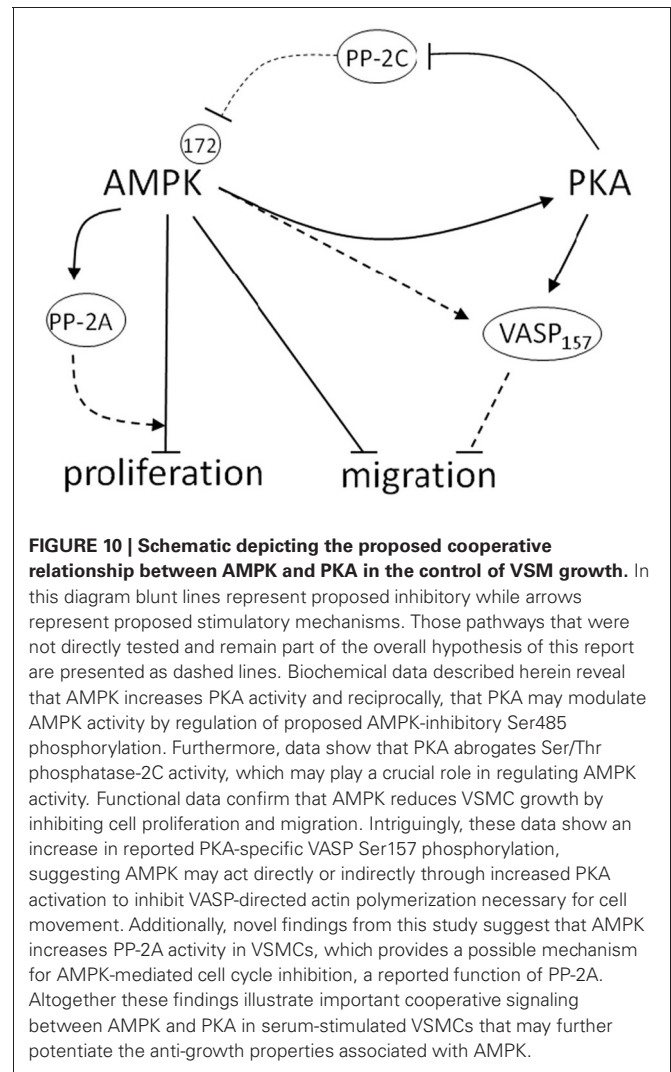 PP-2C
172
AMPK
PKA
PP-2A
VASP157
proliferation
migration
FIGURE 10 | Schematic depicting the proposed cooperative
relationship between AMPK and PKA in the control of VSM growth. In
this diagram blunt lines represent proposed inhibitory while arrows
represent proposed stimulatory mechanisms. Those pathways that were
not directly tested and remain part of the overall hypothesis of this report
are presented as dashed lines. Biochemical data described herein reveal
that AMPK increases PKA activity and reciprocally, that PKA may modulate
AMPK activity by regulation of proposed AMPK-inhibitory Ser485
phosphorylation. Furthermore, data show that PKA abrogates Ser/Thr
phosphatase-2C activity, which may play a crucial role in regulating AMPK
activity. Functional data confirm that AMPK reduces VSMC growth by
inhibiting cell proliferation and migration. Intriguingly, these data show an
increase in reported PKA-specific VASP Ser157 phosphorylation,
suggesting AMPK may act directly or indirectly through increased PKA
activation to inhibit VASP-directed actin polymerization necessary for cell
movement. Additionally, novel findings from this study suggest that AMPK
increases PP-2A activity in VSMCs, which provides a possible mechanism
for AMPK-mediated cell cycle inhibition, a reported function of PP-2A.
Altogether these findings illustrate important cooperative signaling
between AMPK and PKA in serum-stimulated VSMCs that may further
potentiate the anti-growth properties associated with AMPK.